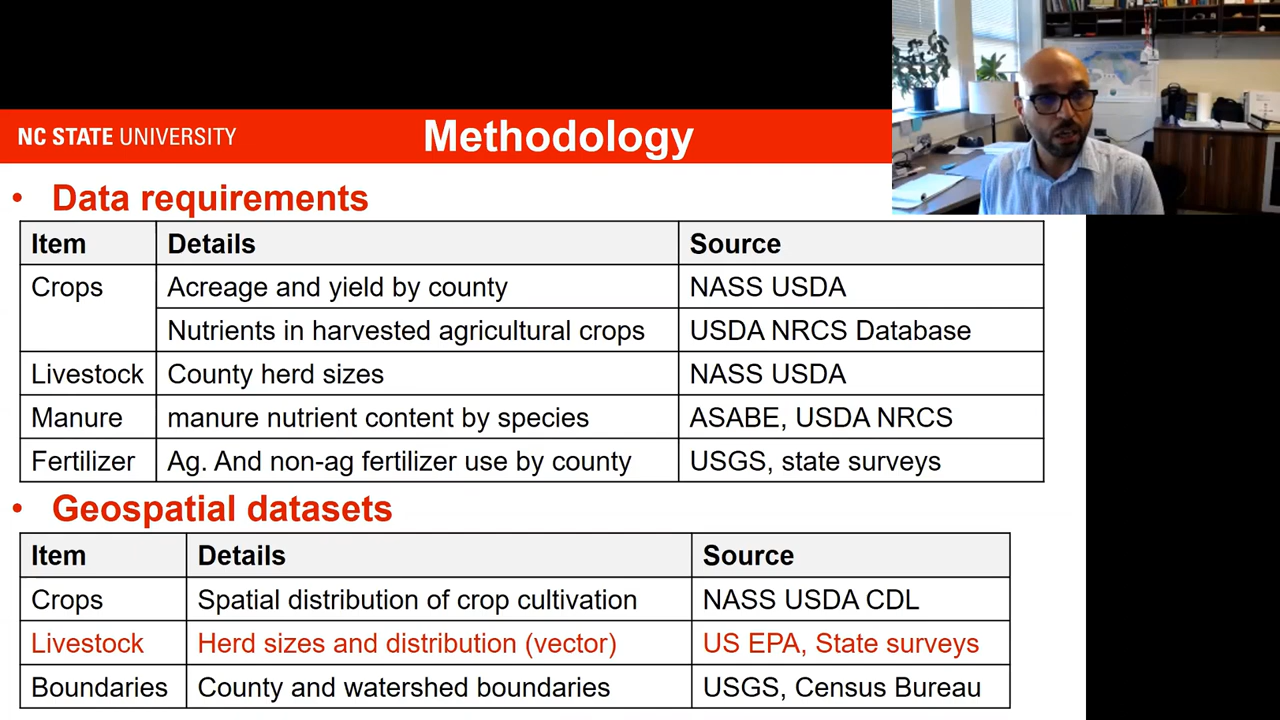 NC STATE UNIVERSITY
Methodology
• Data requirements
Item Details Source
Crops Acreage and yield by county NASS USDA
Nutrients in harvested agricultural crops USDA NRCS Database
Livestock County herd sizes NASS USDA
Manure manure nutrient content by species ASABE, USDA NRCS
Fertilizer Ag. And non-ag fertilizer use by county USGS, state surveys
• Geospatial datasets
Item Details Source
Crops Spatial distribution of crop cultivation NASS USDA CDL
Livestock Herd sizes and distribution (vector) US EPA, State surveys
Boundaries County and watershed boundaries USGS, Census Bureau